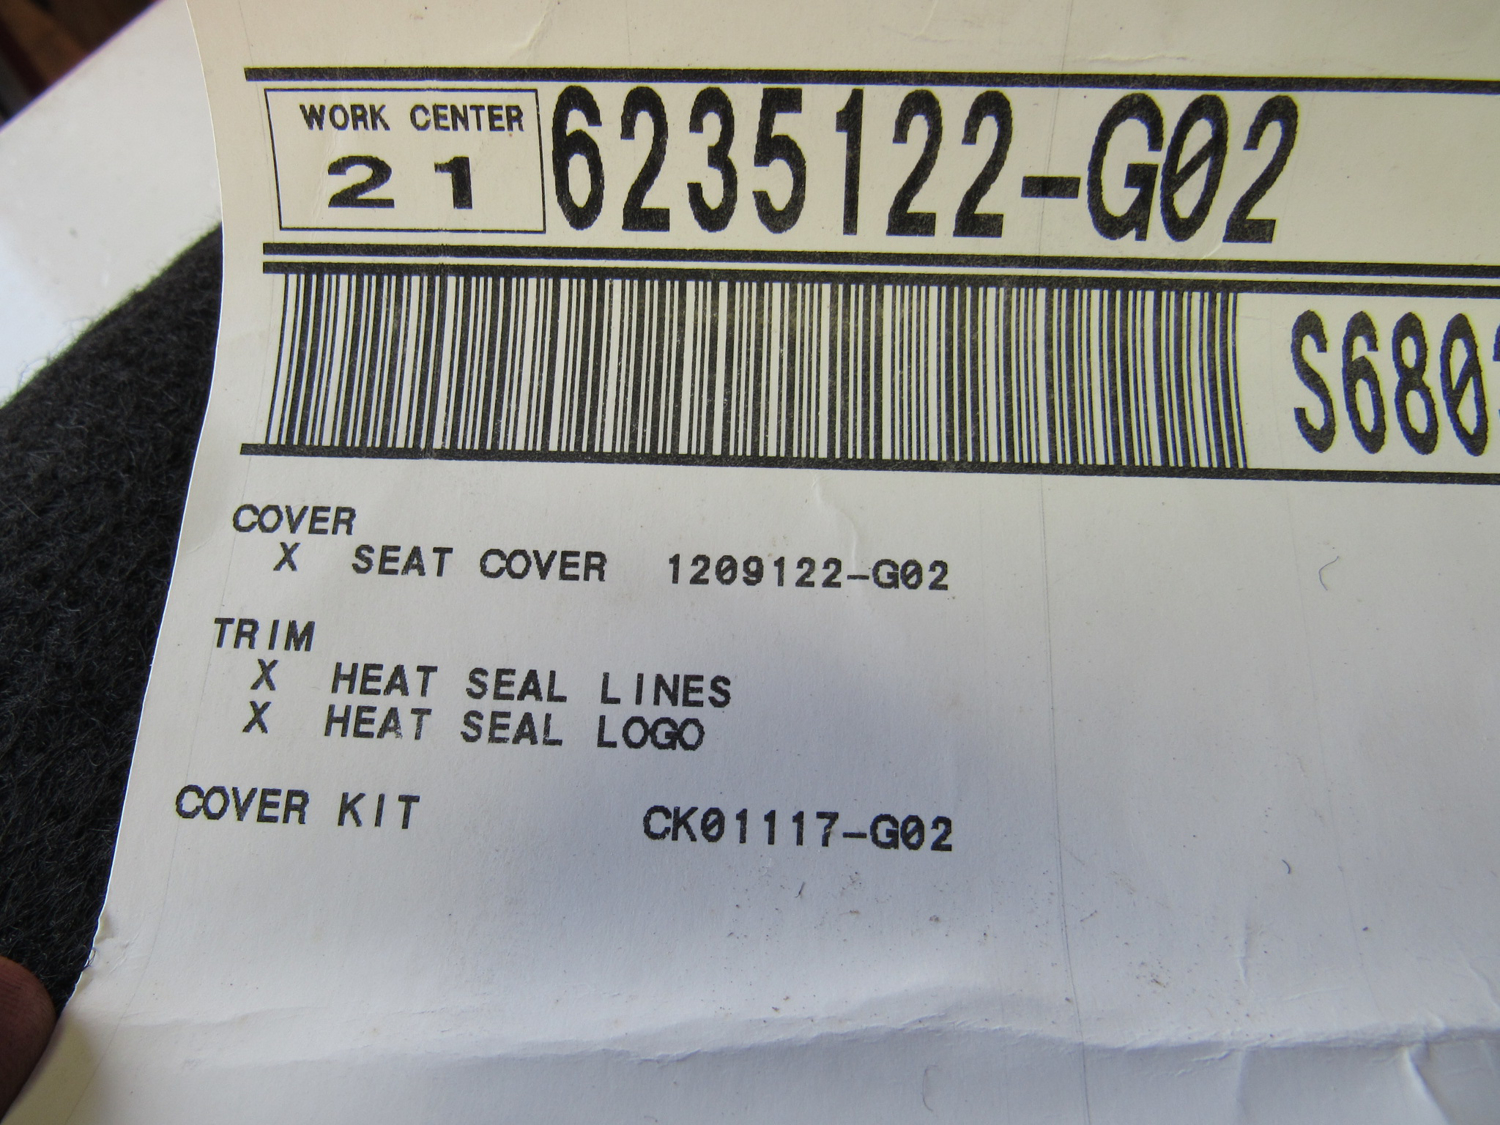 WORK CENTER
21
6235122-G02
S680
COVER
X SEAT COVER 1209122-G02
TRIM
X HEAT SEAL LINES
X HEAT SEAL LOGO
COVER KIT CK01117-G02